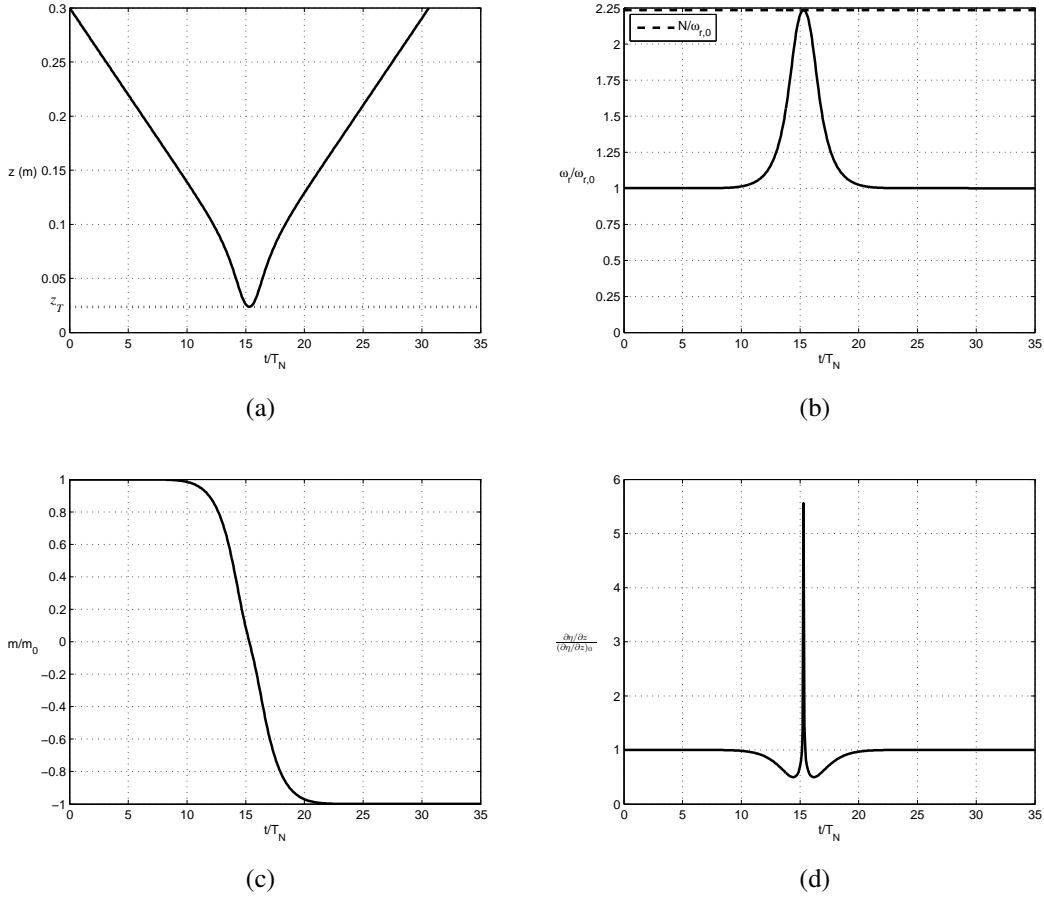 0.3
0.25
0.2
z (m) 0.15
0.1
0.05
z_T
0
0 5 10 15 20 25 30 35
t/T_N
(a)
2.25
2
1.75
1.5
1.25
ω_r/ω_{r,0}
1
0.75
0.5
0.25
0
N/ω_{r,0}
0 5 10 15 20 25 30 35
t/T_N
(b)
1
0.8
0.6
0.4
0.2
m/m_0 0
−0.2
−0.4
−0.6
−0.8
−1
0 5 10 15 20 25 30 35
t/T_N
(c)
6
5
4
∂η/∂z
(∂η/∂z)_0
3
2
1
0
0 5 10 15 20 25 30 35
t/T_N
(d)